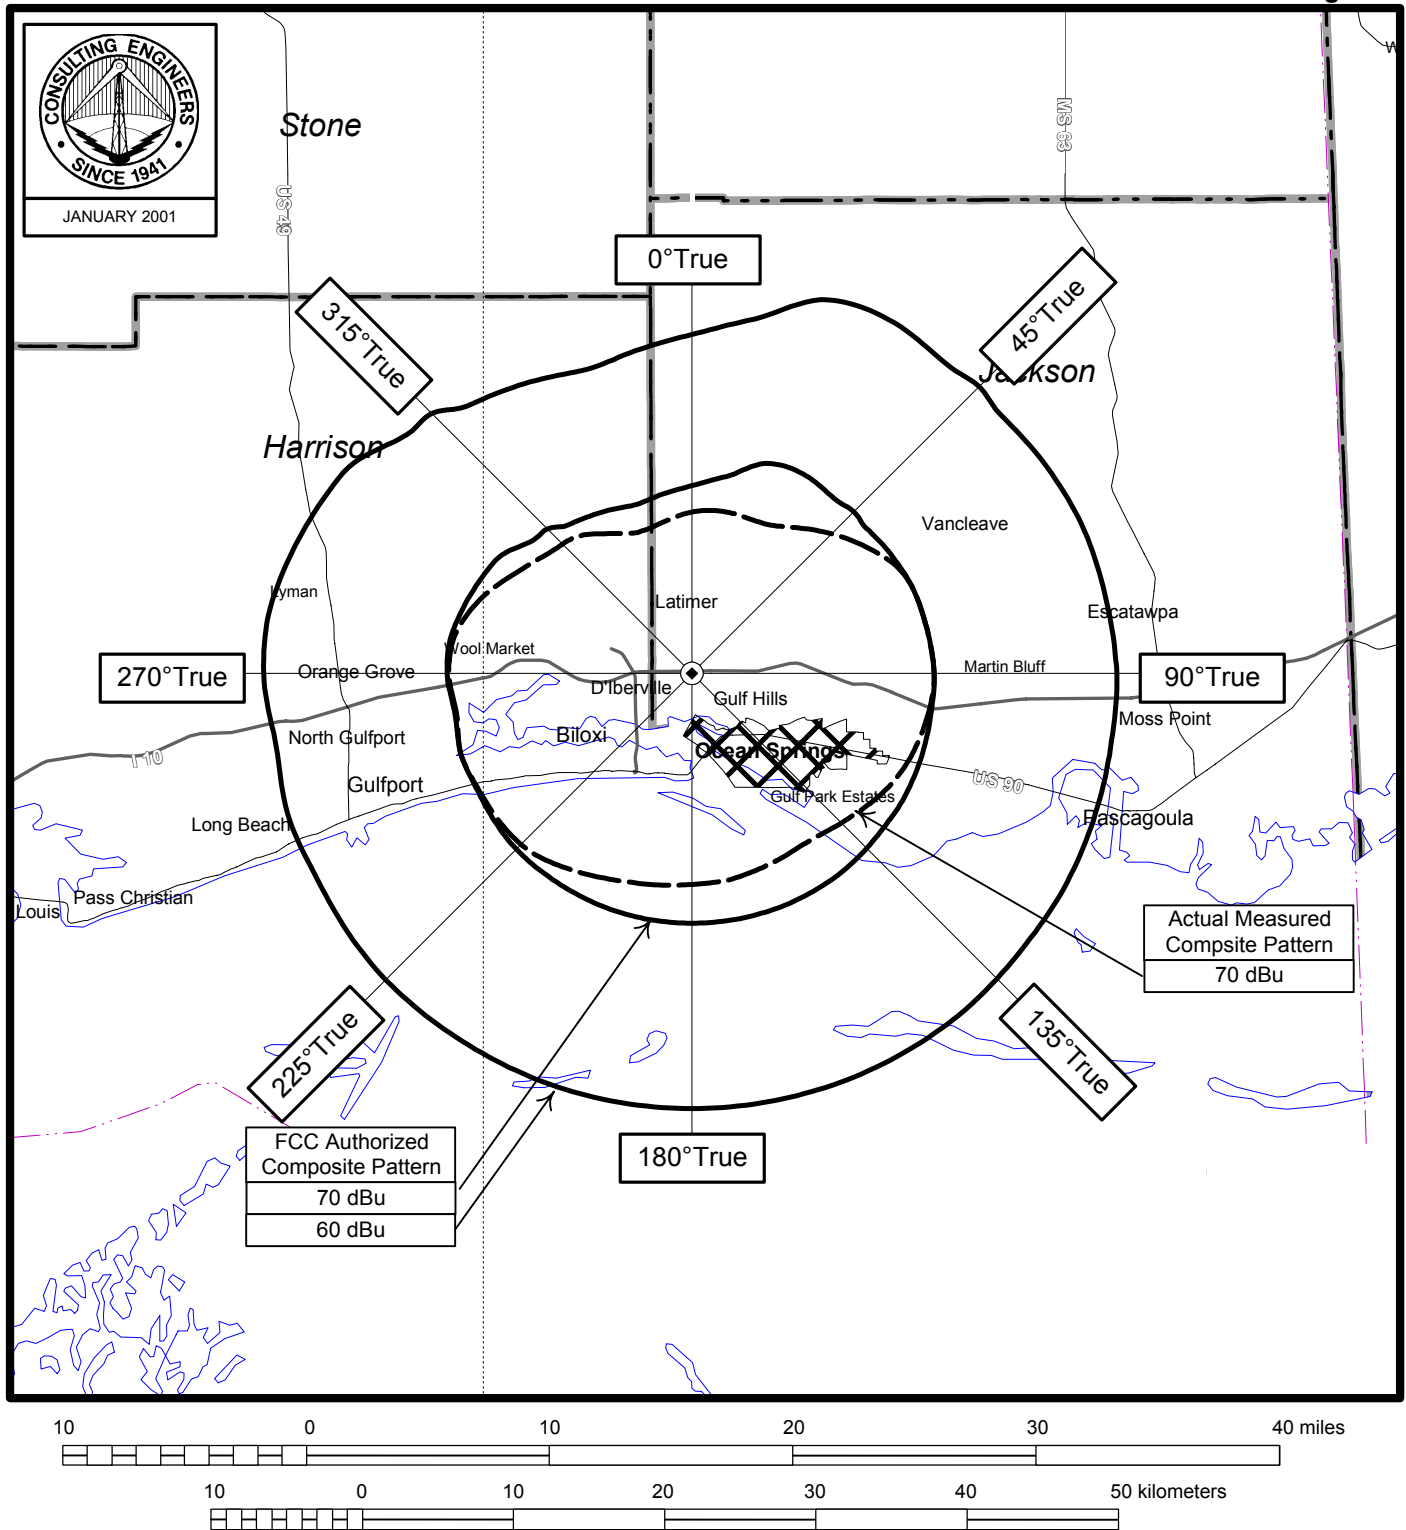 CONSULTING ENGINEERS
• SINCE 1941 •
JANUARY 2001
Stone
US 49
MS 63
W
0°True
315°True
45°True
Jackson
Harrison
Vancleave
Lyman
Latimer
Escatawpa
Wool Market
270°True
Orange Grove
Martin Bluff
90°True
D'Iberville
Gulf Hills
Moss Point
North Gulfport
Biloxi
Ocean Springs
I 10
Gulfport
US 90
Gulf Park Estates
Long Beach
Pascagoula
Pass Christian
Louis
Actual Measured
Compsite Pattern
70 dBu
225°True
135°True
FCC Authorized
Composite Pattern
70 dBu
60 dBu
180°True
10 0 10 20 30 40 miles
10 0 10 20 30 40 50 kilometers